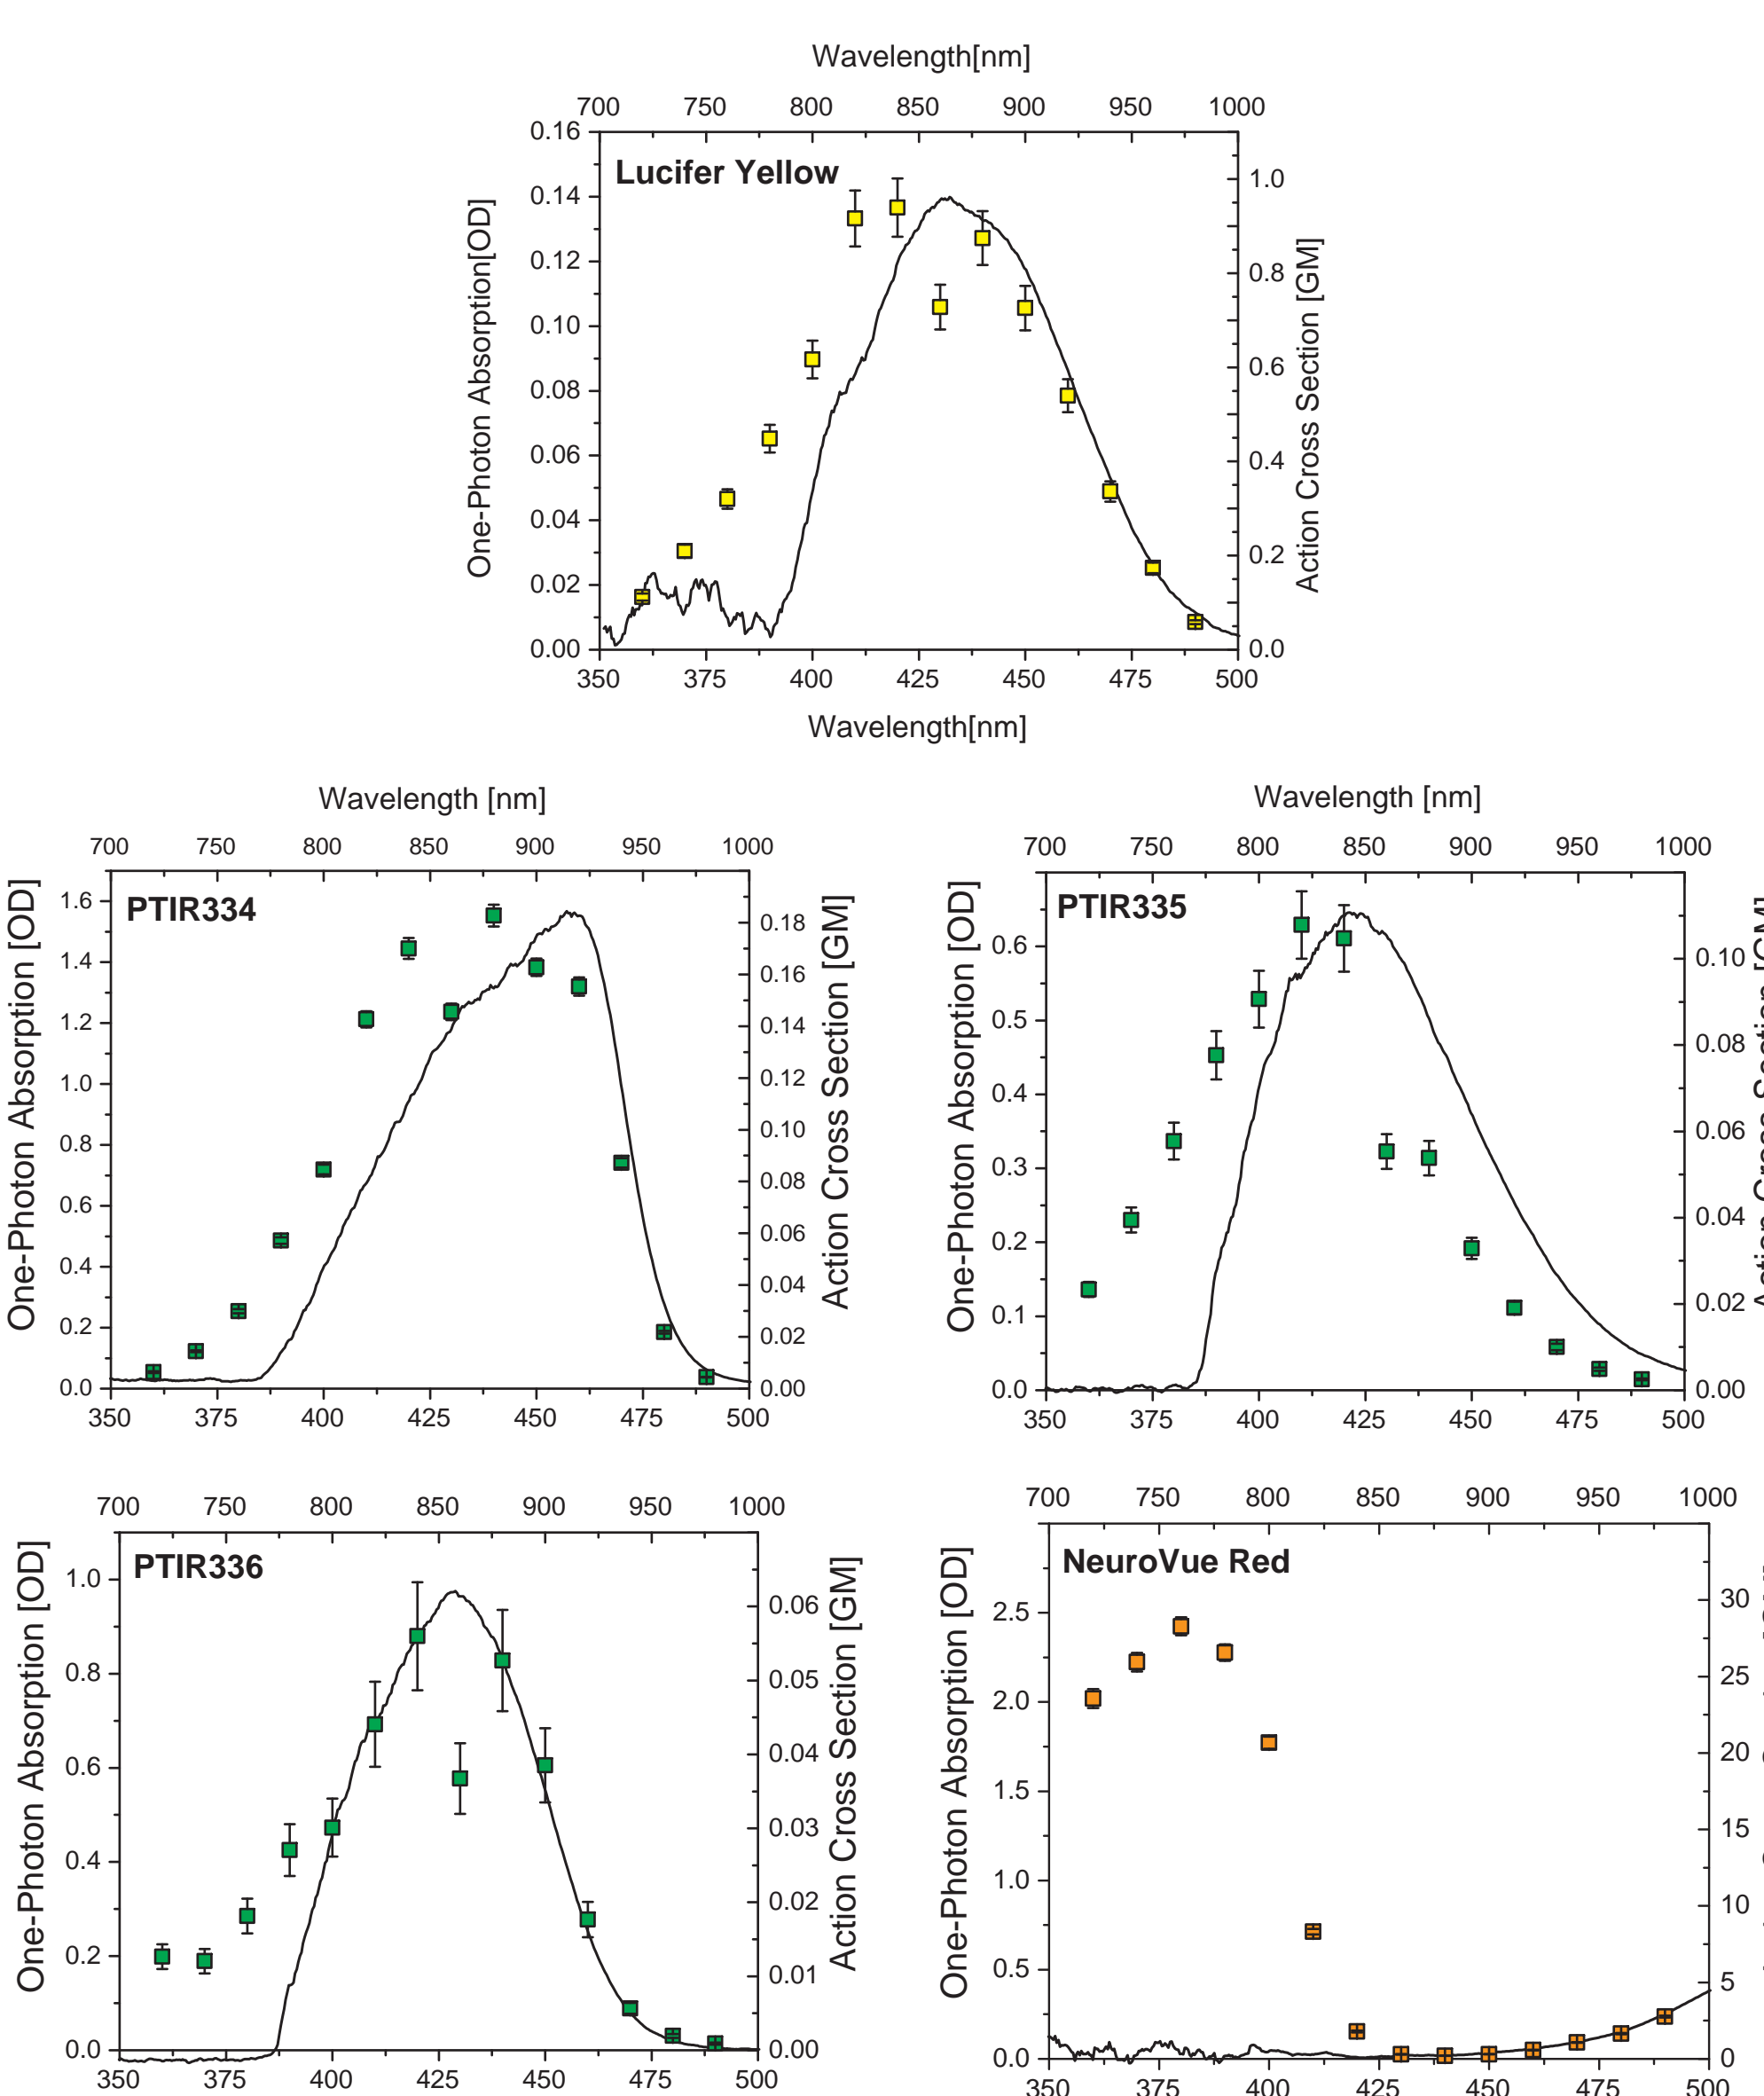 Wavelength[nm]
700 750 800 850 900 950 1000
Lucifer Yellow
One-Photon Absorption[OD]
0.16
0.14
0.12
0.10
0.08
0.06
0.04
0.02
0.00
1.0
0.8
0.6
0.4
0.2
0.0
Action Cross Section [GM]
350 375 400 425 450 475 500
Wavelength[nm]
Wavelength [nm]
700 750 800 850 900 950 1000
PTIR334
One-Photon Absorption [OD]
1.6
1.4
1.2
1.0
0.8
0.6
0.4
0.2
0.0
0.18
0.16
0.14
0.12
0.10
0.08
0.06
0.04
0.02
0.00
Action Cross Section [GM]
350 375 400 425 450 475 500
Wavelength [nm]
700 750 800 850 900 950 1000
PTIR335
One-Photon Absorption [OD]
0.6
0.5
0.4
0.3
0.2
0.1
0.0
0.10
0.08
0.06
0.04
0.02
0.00
Action Cross Section [GM]
350 375 400 425 450 475 500
700 750 800 850 900 950 1000
PTIR336
One-Photon Absorption [OD]
1.0
0.8
0.6
0.4
0.2
0.0
0.06
0.05
0.04
0.03
0.02
0.01
0.00
Action Cross Section [GM]
350 375 400 425 450 475 500
700 750 800 850 900 950 1000
NeuroVue Red
One-Photon Absorption [OD]
2.5
2.0
1.5
1.0
0.5
0.0
30
25
20
15
10
5
0
350 375 400 425 450 475 500